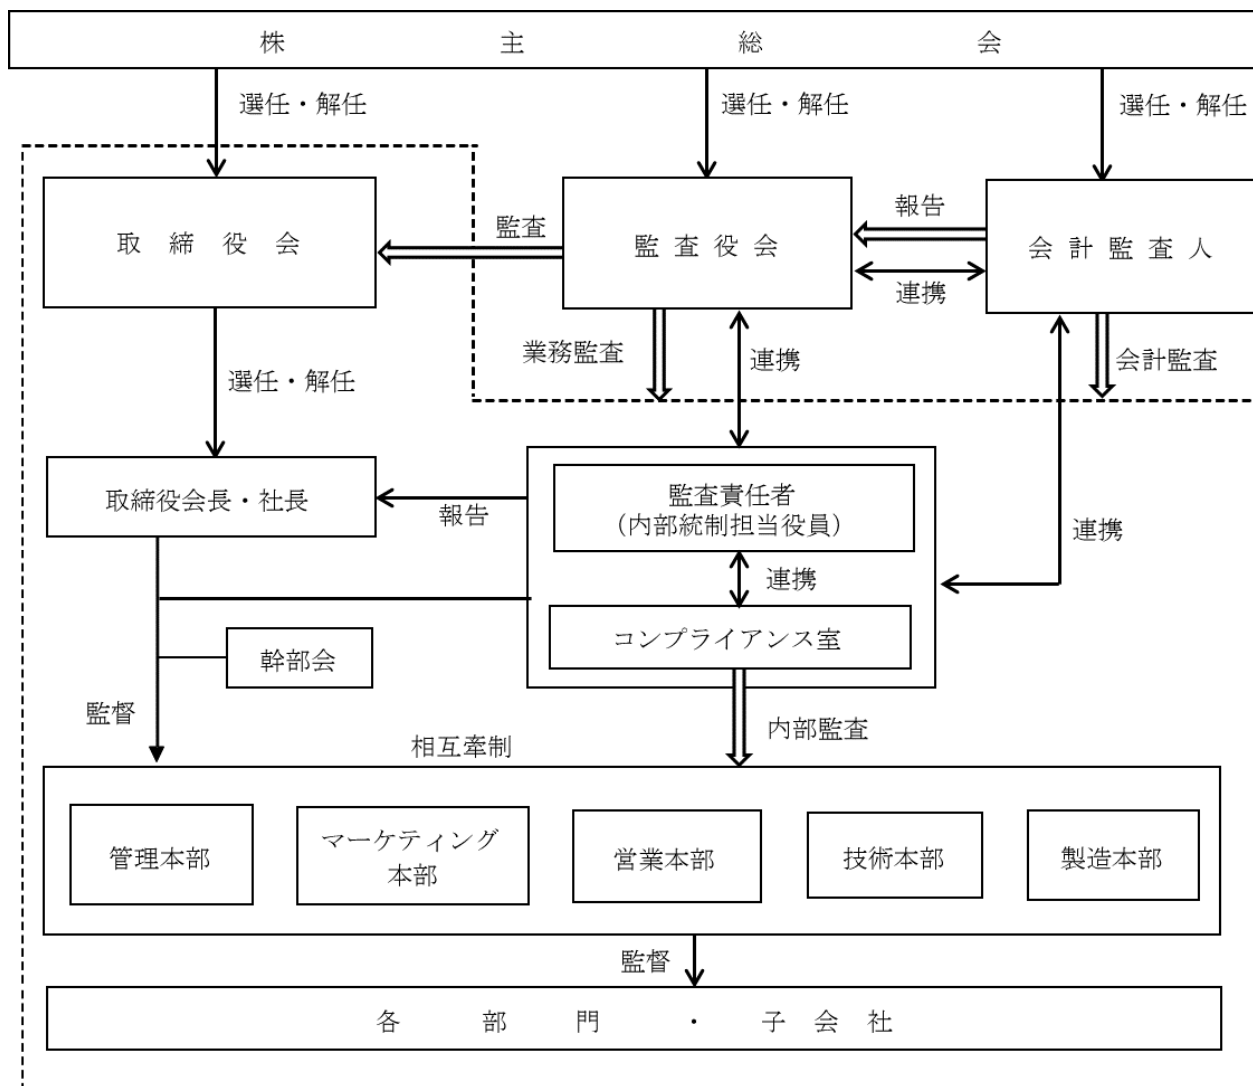 株主総会
選任・解任
選任・解任
選任・解任
取締役会
監査
監査役会
報告
連携
会計監査人
業務監査
連携
会計監査
選任・解任
取締役会長・社長
報告
監査責任者
（内部統制担当役員）
連携
連携
コンプライアンス室
幹部会
監督
内部監査
相互牽制
管理本部
マーケティング
本部
営業本部
技術本部
製造本部
監督
各部門・子会社